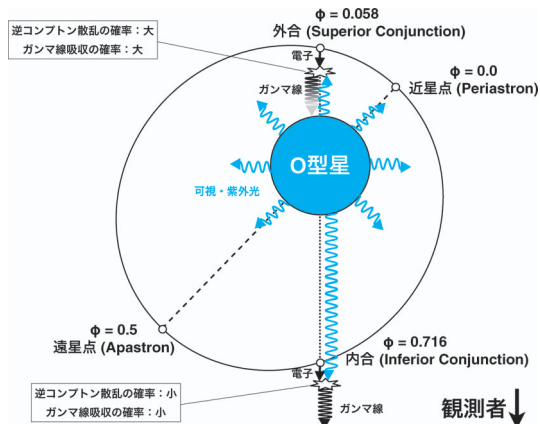 逆コンプトン散乱の確率：大
ガンマ線吸収の確率：大
ϕ = 0.058
外合 (Superior Conjunction)
電子
ガンマ線
ϕ = 0.0
近星点 (Periastron)
O型星
可視・紫外光
ϕ = 0.5
遠星点 (Apastron)
ϕ = 0.716
内合 (Inferior Conjunction)
電子
逆コンプトン散乱の確率：小
ガンマ線吸収の確率：小
ガンマ線
観測者